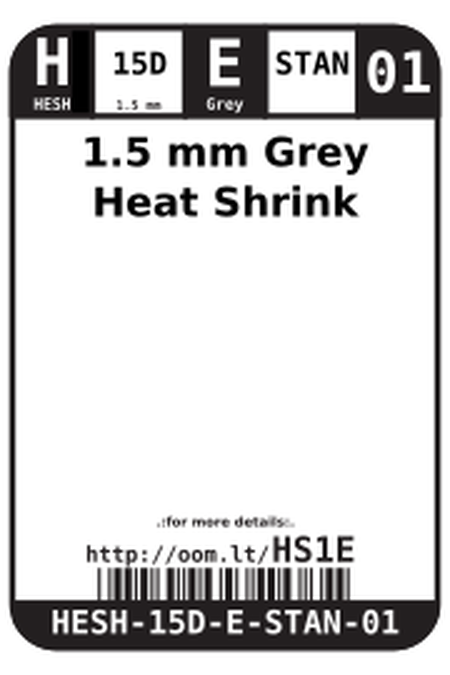 H 15D E STAN 01
HESH 1.5 mm Grey
1.5 mm Grey
Heat Shrink
.:for more details:.
http://oom.lt/HS1E
HESH-15D-E-STAN-01